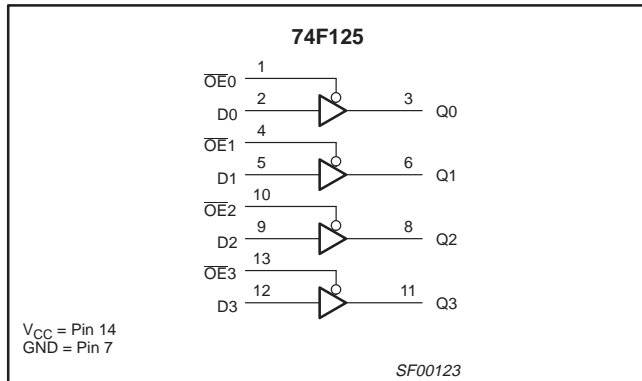 74F125
OE0 1
D0 2 3 Q0
OE1 4
D1 5 6 Q1
OE2 10
D2 9 8 Q2
OE3 13
D3 12 11 Q3
VCC = Pin 14
GND = Pin 7
SF00123